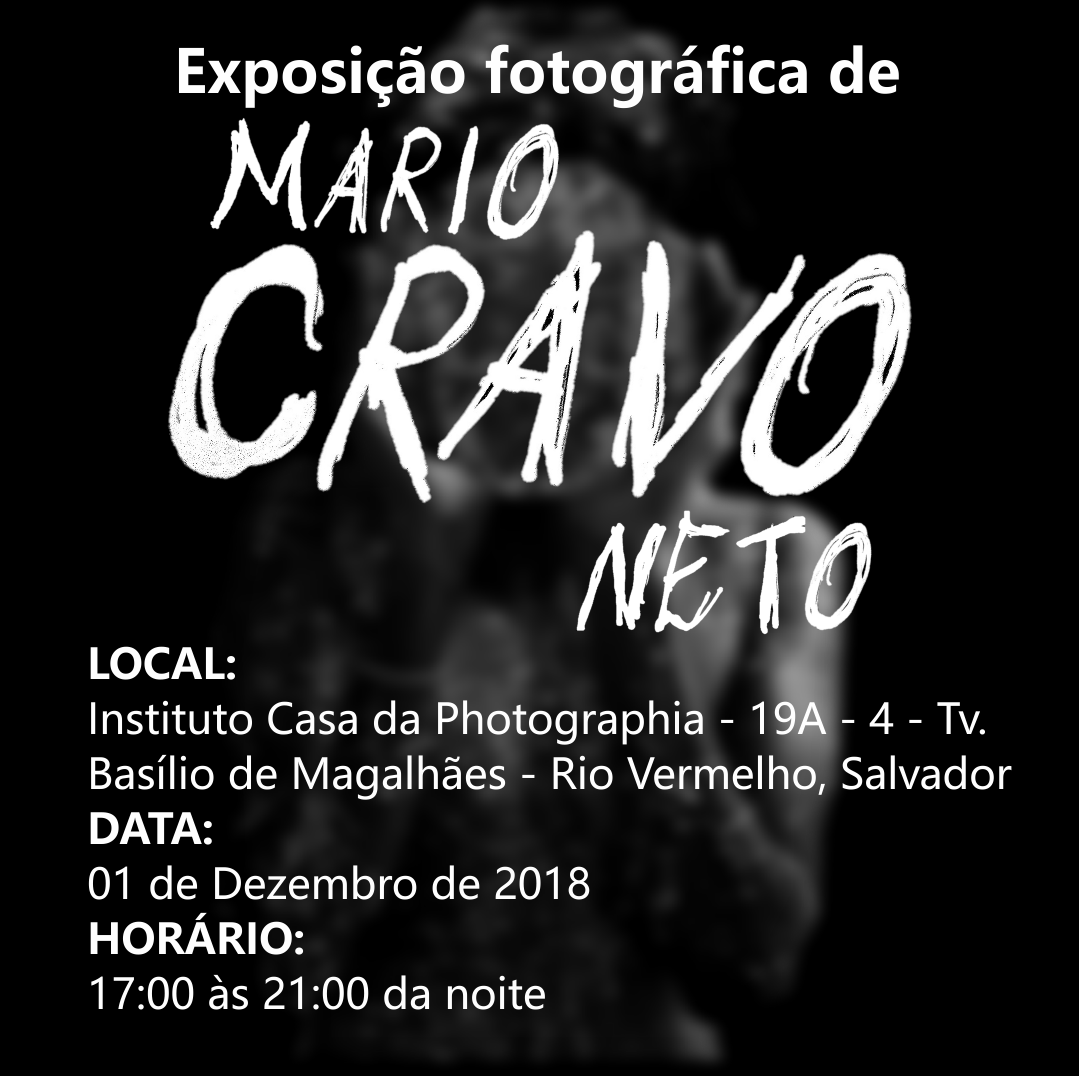 Exposição fotográfica de
MARIO
CRAVO
NETO
LOCAL:
Instituto Casa da Photographia - 19A - 4 - Tv.
Basílio de Magalhães - Rio Vermelho, Salvador
DATA:
01 de Dezembro de 2018
HORÁRIO:
17:00 às 21:00 da noite